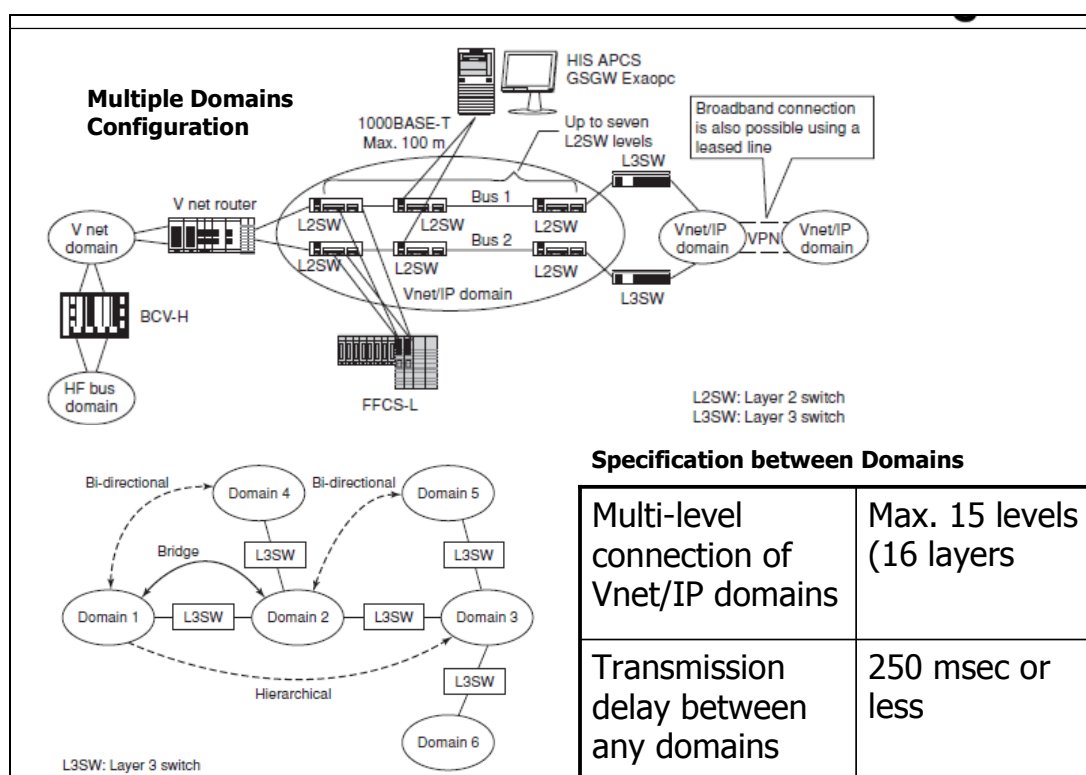 Multiple Domains
Configuration
HIS APCS
GSGW Exaopc
1000BASE-T
Max. 100 m
Up to seven
L2SW levels
Broadband connection
is also possible using a
leased line
L3SW
V net router
Bus 1
L2SW
L2SW
L2SW
V net
domain
Bus 2
Vnet/IP
domain
VPN
Vnet/IP
domain
L2SW
L2SW
L2SW
Vnet/IP domain
L3SW
BCV-H
HF bus
domain
FFCS-L
L2SW: Layer 2 switch
L3SW: Layer 3 switch
Bi-directional
Domain 4
Bi-directional
Domain 5
Bridge
L3SW
L3SW
Domain 1
L3SW
Domain 2
L3SW
Domain 3
Hierarchical
L3SW
Domain 6
L3SW: Layer 3 switch
Specification between Domains
Multi-level
connection of
Vnet/IP domains
Max. 15 levels
(16 layers
Transmission
delay between
any domains
250 msec or
less